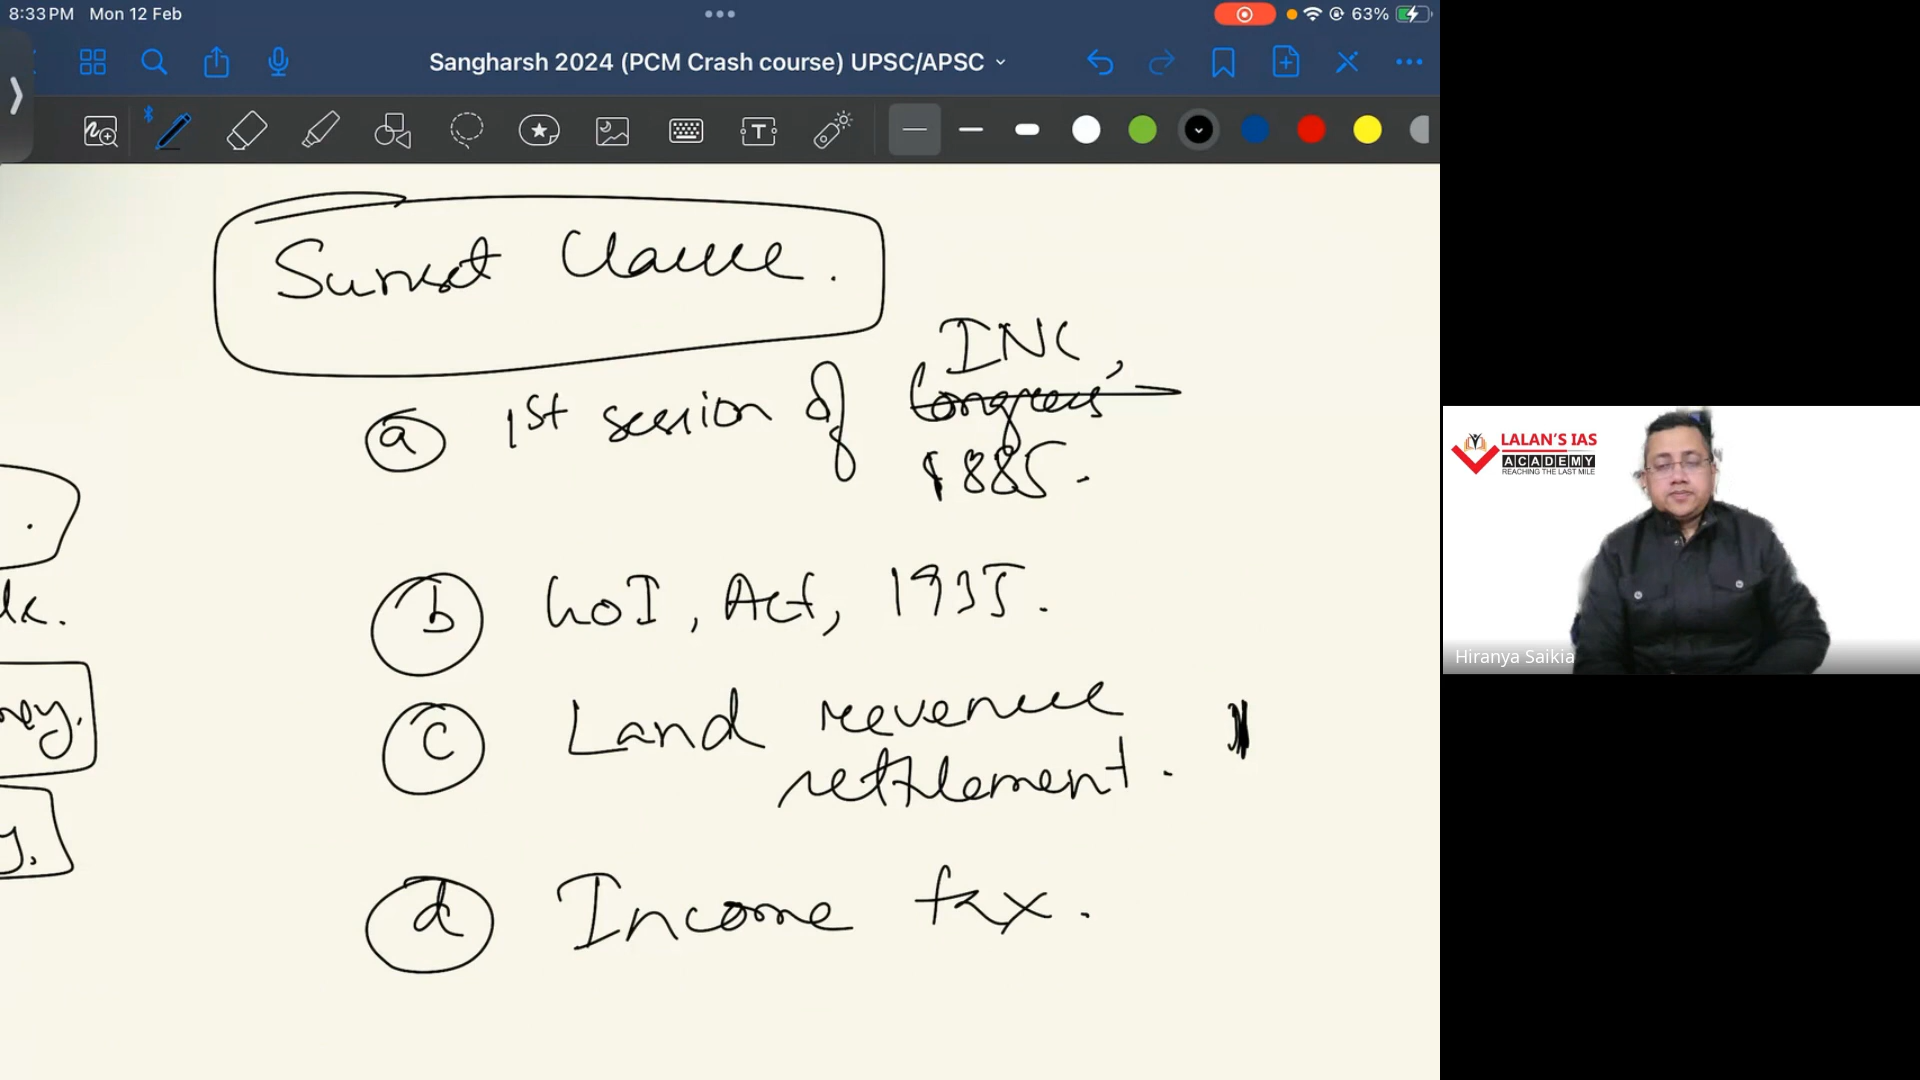 8:33 PM Mon 12 Feb
63%
Sangharsh 2024 (PCM Crash course) UPSC/APSC
T
Sunset Clause.
INC
a 1st session of Congress
1885.
b GoI, Act, 1935.
c Land revenue
settlement.
d Income tax.
ney.
y.
LALAN'S IAS
ACADEMY
REACHING THE LAST MILE
Hiranya Saikia